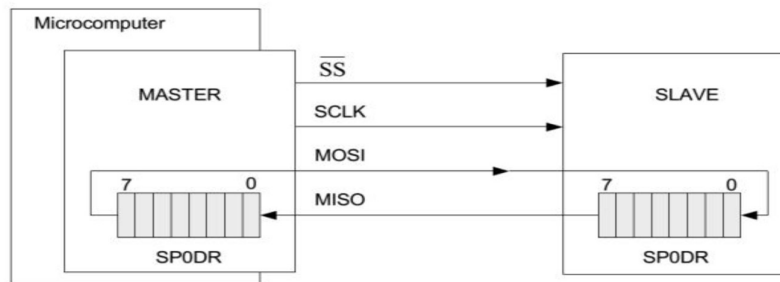 Microcomputer
MASTER
SS
SLAVE
SCLK
MOSI
7 0
7 0
MISO
SP0DR
SP0DR